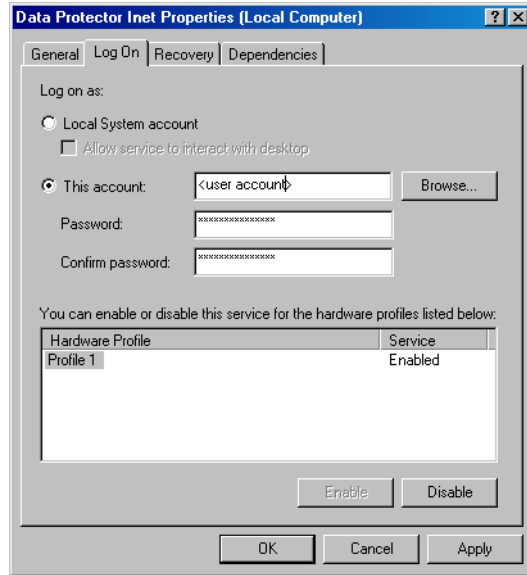 Data Protector Inet Properties (Local Computer)
General Log On Recovery Dependencies
Log on as:
Local System account
Allow service to interact with desktop
This account: <user account> Browse...
Password: xxxxxxxxxxxxxxx
Confirm password: xxxxxxxxxxxxxxx
You can enable or disable this service for the hardware profiles listed below:
Hardware Profile Service
Profile 1 Enabled
Enable Disable
OK Cancel Apply